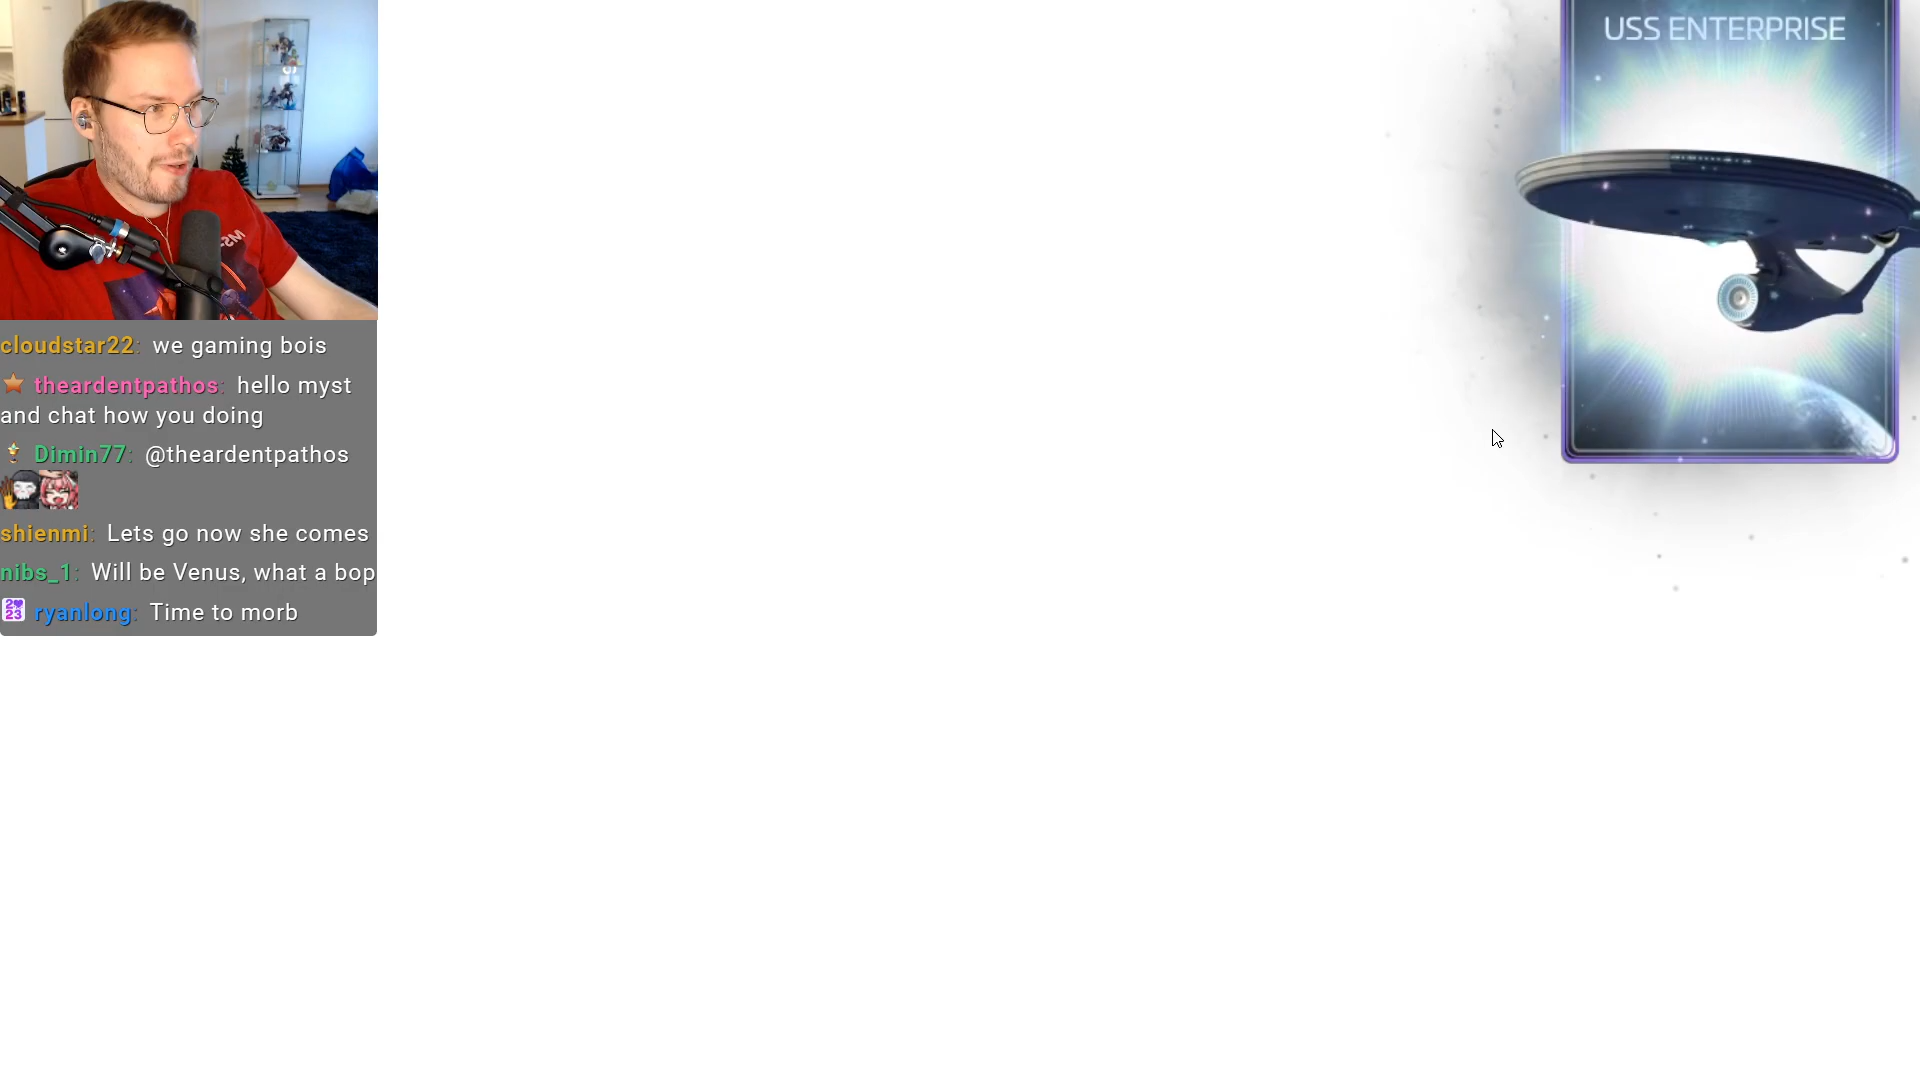 USS ENTERPRISE
cloudstar22: we gaming bois
theardentpathos: hello myst
and chat how you doing
Dimin77: @theardentpathos
shienmi: Lets go now she comes
nibs_1: Will be Venus, what a bop
ryanlong: Time to morb